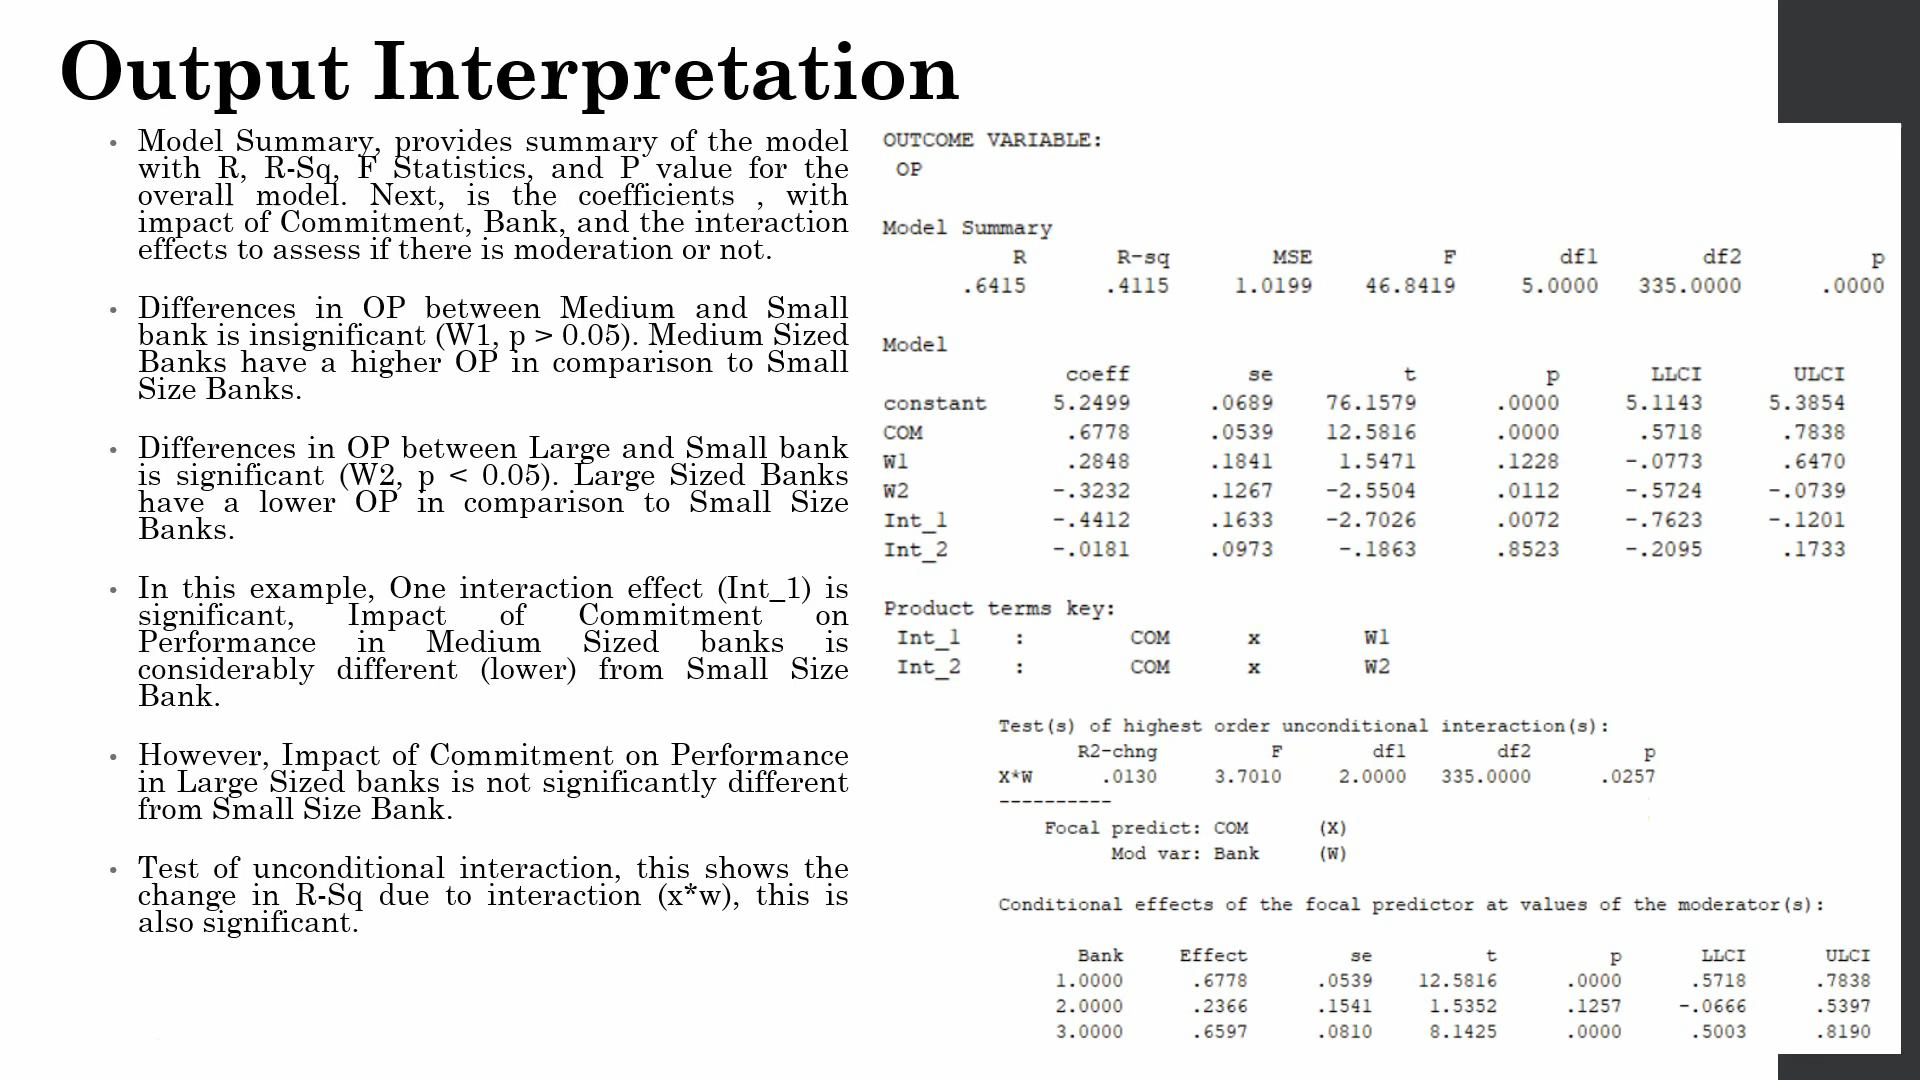 Output Interpretation
• Model Summary, provides summary of the model
with R, R-Sq, F Statistics, and P value for the
overall model. Next, is the coefficients , with
impact of Commitment, Bank, and the interaction
effects to assess if there is moderation or not.
• Differences in OP between Medium and Small
bank is insignificant (W1, p > 0.05). Medium Sized
Banks have a higher OP in comparison to Small
Size Banks.
• Differences in OP between Large and Small bank
is significant (W2, p < 0.05). Large Sized Banks
have a lower OP in comparison to Small Size
Banks.
• In this example, One interaction effect (Int_1) is
significant, Impact of Commitment on
Performance in Medium Sized banks is
considerably different (lower) from Small Size
Bank.
• However, Impact of Commitment on Performance
in Large Sized banks is not significantly different
from Small Size Bank.
• Test of unconditional interaction, this shows the
change in R-Sq due to interaction (x*w), this is
also significant.
OUTCOME VARIABLE:
OP
Model Summary
R R-sq MSE F df1 df2 p
.6415 .4115 1.0199 46.8419 5.0000 335.0000 .0000
Model
coeff se t p LLCI ULCI
constant 5.2499 .0689 76.1579 .0000 5.1143 5.3854
COM .6778 .0539 12.5816 .0000 .5718 .7838
W1 .2848 .1841 1.5471 .1228 -.0773 .6470
W2 -.3232 .1267 -2.5504 .0112 -.5724 -.0739
Int_1 -.4412 .1633 -2.7026 .0072 -.7623 -.1201
Int_2 -.0181 .0973 -.1863 .8523 -.2095 .1733
Product terms key:
Int_1 : COM x W1
Int_2 : COM x W2
Test(s) of highest order unconditional interaction(s):
R2-chng F df1 df2 p
X*W .0130 3.7010 2.0000 335.0000 .0257
----------
Focal predict: COM (X)
Mod var: Bank (W)
Conditional effects of the focal predictor at values of the moderator(s):
Bank Effect se t p LLCI ULCI
1.0000 .6778 .0539 12.5816 .0000 .5718 .7838
2.0000 .2366 .1541 1.5352 .1257 -.0666 .5397
3.0000 .6597 .0810 8.1425 .0000 .5003 .8190